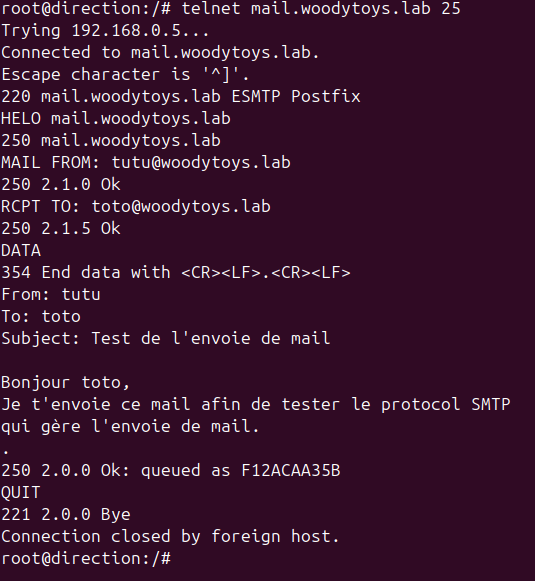 root@direction:/# telnet mail.woodytoys.lab 25
Trying 192.168.0.5...
Connected to mail.woodytoys.lab.
Escape character is '^]'.
220 mail.woodytoys.lab ESMTP Postfix
HELO mail.woodytoys.lab
250 mail.woodytoys.lab
MAIL FROM: tutu@woodytoys.lab
250 2.1.0 Ok
RCPT TO: toto@woodytoys.lab
250 2.1.5 Ok
DATA
354 End data with <CR><LF>.<CR><LF>
From: tutu
To: toto
Subject: Test de l'envoie de mail

Bonjour toto,
Je t'envoie ce mail afin de tester le protocol SMTP
qui gère l'envoie de mail.
.
250 2.0.0 Ok: queued as F12ACAA35B
QUIT
221 2.0.0 Bye
Connection closed by foreign host.
root@direction:/#